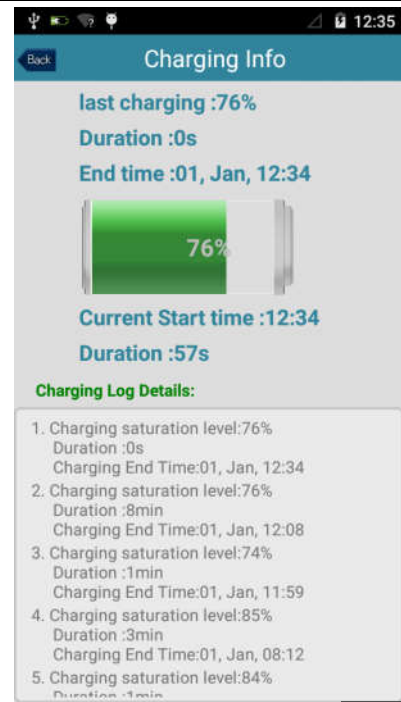 12:35
Back
Charging Info
last charging :76%
Duration :0s
End time :01, Jan, 12:34
76%
Current Start time :12:34
Duration :57s
Charging Log Details:
1. Charging saturation level:76%
Duration :0s
Charging End Time:01, Jan, 12:34
2. Charging saturation level:76%
Duration :8min
Charging End Time:01, Jan, 12:08
3. Charging saturation level:74%
Duration :1min
Charging End Time:01, Jan, 11:59
4. Charging saturation level:85%
Duration :3min
Charging End Time:01, Jan, 08:12
5. Charging saturation level:84%
Duration :1min